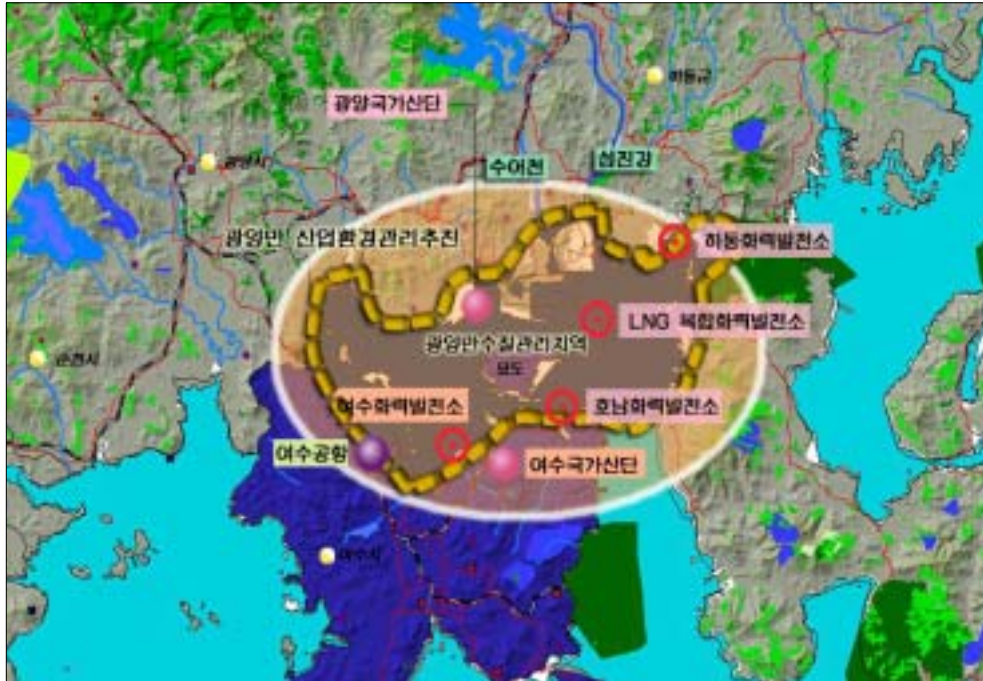 하동군
광양국가산단
수어천
섬진강
광양시
광양만 산업환경관리추진
하동화력발전소
LNG 복합화력발전소
광양만수질관리지역
묘도
순천시
여수화력발전소
호남화력발전소
여수공항
여수국가산단
여수시